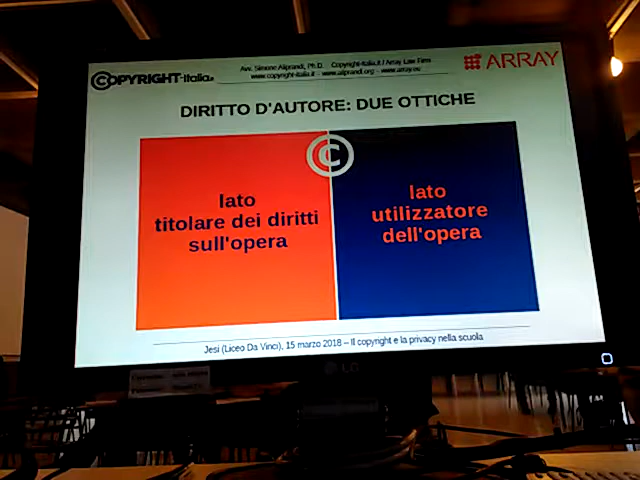 COPYRIGHT-Italia.it
Avv. Simone Aliprandi, Ph.D. - Copyright-Italia.it / Array Law Firm
www.copyright-italia.it - www.aliprandi.org - www.array.eu
ARRAY
DIRITTO D'AUTORE: DUE OTTICHE
C
lato
titolare dei diritti
sull'opera
lato
utilizzatore
dell'opera
Jesi (Liceo Da Vinci), 15 marzo 2018 – Il copyright e la privacy nella scuola
LG